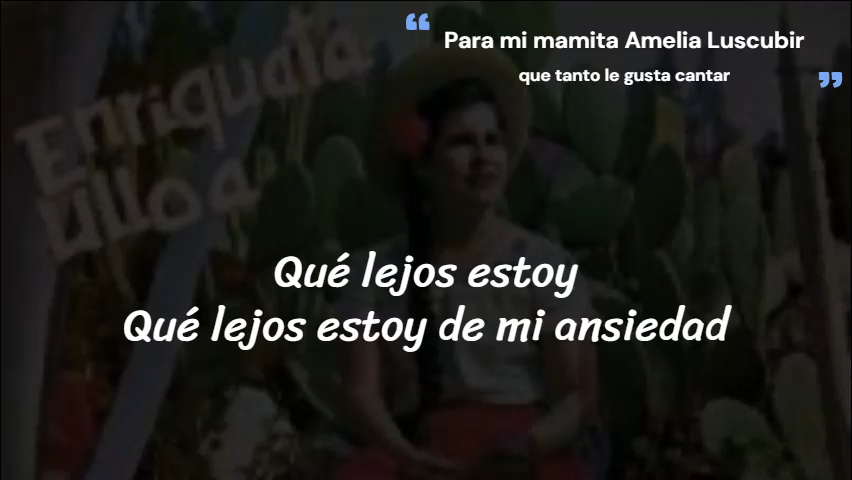 “
Para mi mamita Amelia Luscubir
que tanto le gusta cantar
”
Enriqueta
Ulloa
Qué lejos estoy
Qué lejos estoy de mi ansiedad